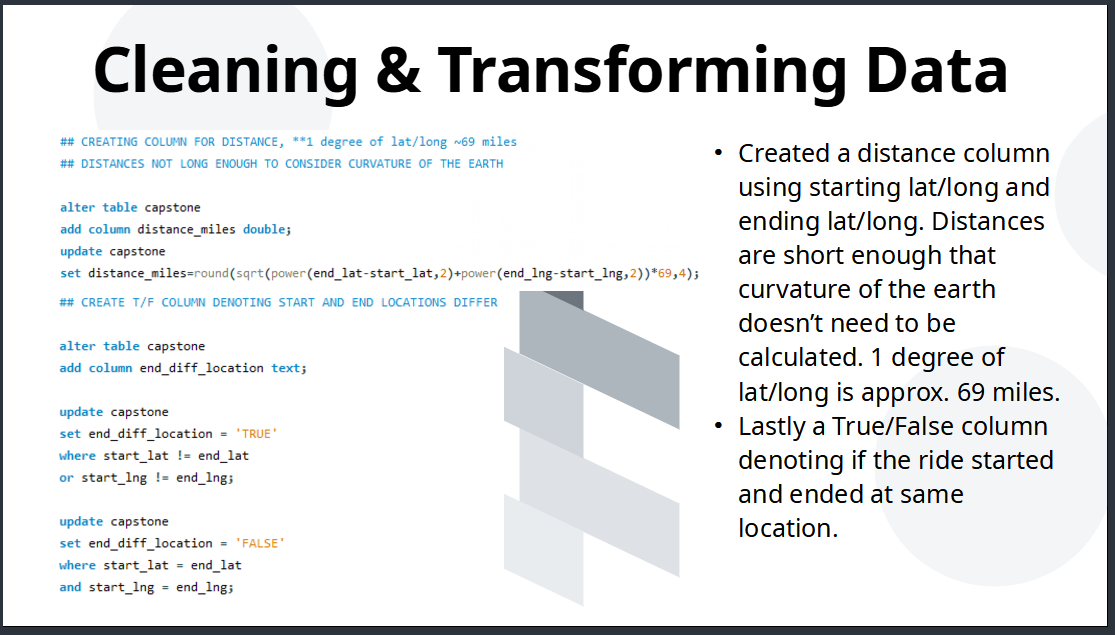 Cleaning & Transforming Data
## CREATING COLUMN FOR DISTANCE, **1 degree of lat/long ~69 miles
## DISTANCES NOT LONG ENOUGH TO CONSIDER CURVATURE OF THE EARTH
alter table capstone
add column distance_miles double;
update capstone
set distance_miles=round(sqrt(power(end_lat-start_lat,2)+power(end_lng-start_lng,2))*69,4);
## CREATE T/F COLUMN DENOTING START AND END LOCATIONS DIFFER
alter table capstone
add column end_diff_location text;
update capstone
set end_diff_location = 'TRUE'
where start_lat != end_lat
or start_lng != end_lng;
update capstone
set end_diff_location = 'FALSE'
where start_lat = end_lat
and start_lng = end_lng;
• Created a distance column
using starting lat/long and
ending lat/long. Distances
are short enough that
curvature of the earth
doesn’t need to be
calculated. 1 degree of
lat/long is approx. 69 miles.
• Lastly a True/False column
denoting if the ride started
and ended at same
location.